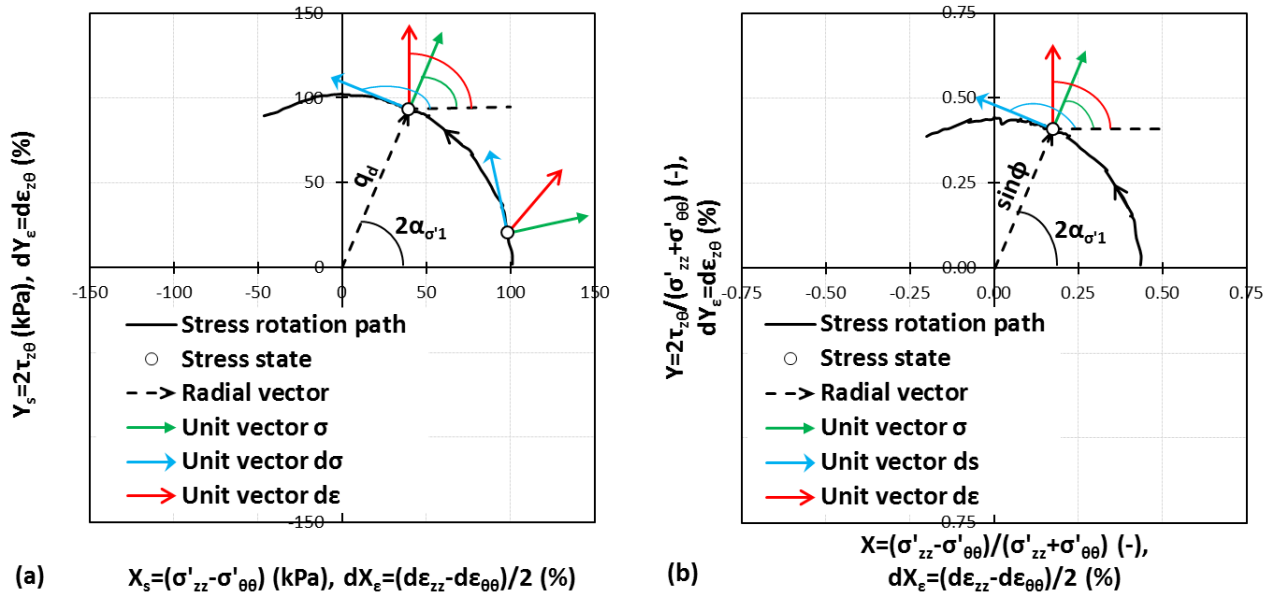 150
100
50
0
-150
-150
-100
-50
0
50
100
150
q_d
2α_σ'1
Stress rotation path
Stress state
Radial vector
Unit vector σ
Unit vector dσ
Unit vector dε
Y_s=2τ_zθ (kPa), dY_ε=dε_zθ (%)
(a)
X_s=(σ'_zz-σ'_θθ) (kPa), dX_ε=(dε_zz-dε_θθ)/2 (%)
0.75
0.50
0.25
0.00
0.75
-0.75
-0.50
-0.25
0.00
0.25
0.50
0.75
sinϕ
2α_σ'1
Stress rotation path
Stress state
Radial vector
Unit vector σ
Unit vector ds
Unit vector dε
Y=2τ_zθ/(σ'_zz+σ'_θθ) (-),
dY_ε=dε_zθ (%)
(b)
X=(σ'_zz-σ'_θθ)/(σ'_zz+σ'_θθ) (-),
dX_ε=(dε_zz-dε_θθ)/2 (%)